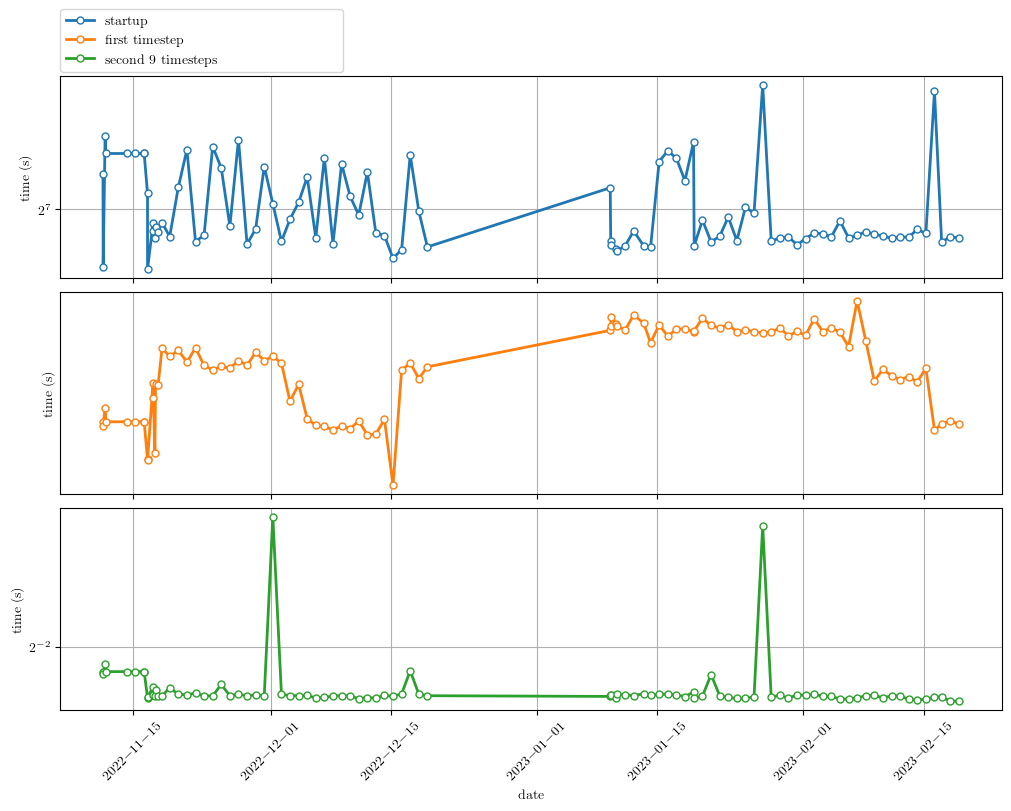 startup
first timestep
second 9 timesteps
time (s)
2^7
time (s)
time (s)
2^−2
2022−11−15
2022−12−01
2022−12−15
2023−01−01
2023−01−15
2023−02−01
2023−02−15
date